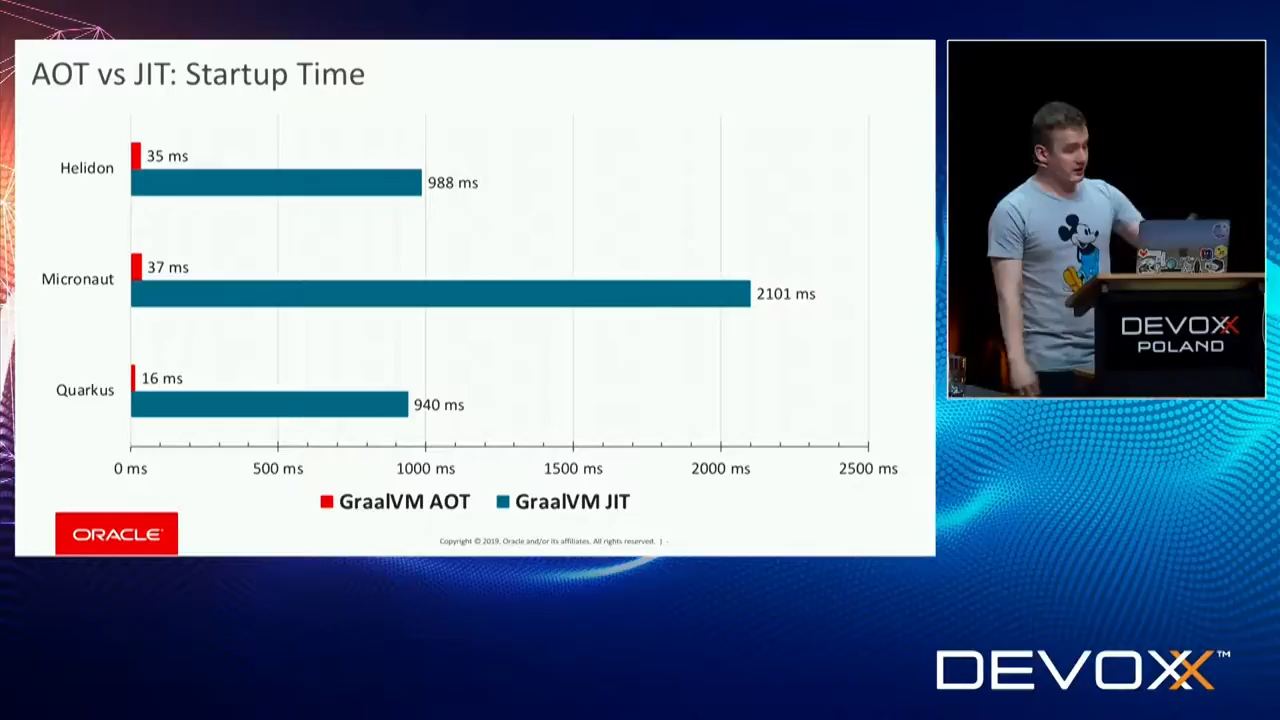 AOT vs JIT: Startup Time
Helidon
35 ms
988 ms
Micronaut
37 ms
2101 ms
Quarkus
16 ms
940 ms
0 ms
500 ms
1000 ms
1500 ms
2000 ms
2500 ms
GraalVM AOT
GraalVM JIT
ORACLE
Copyright © 2019, Oracle and/or its affiliates. All rights reserved. |
DEVOXX
POLAND
DEVOXX™